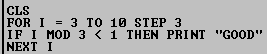 CLS
FOR I = 3 TO 10 STEP 3
IF I MOD 3 < 1 THEN PRINT "GOOD"
NEXT I